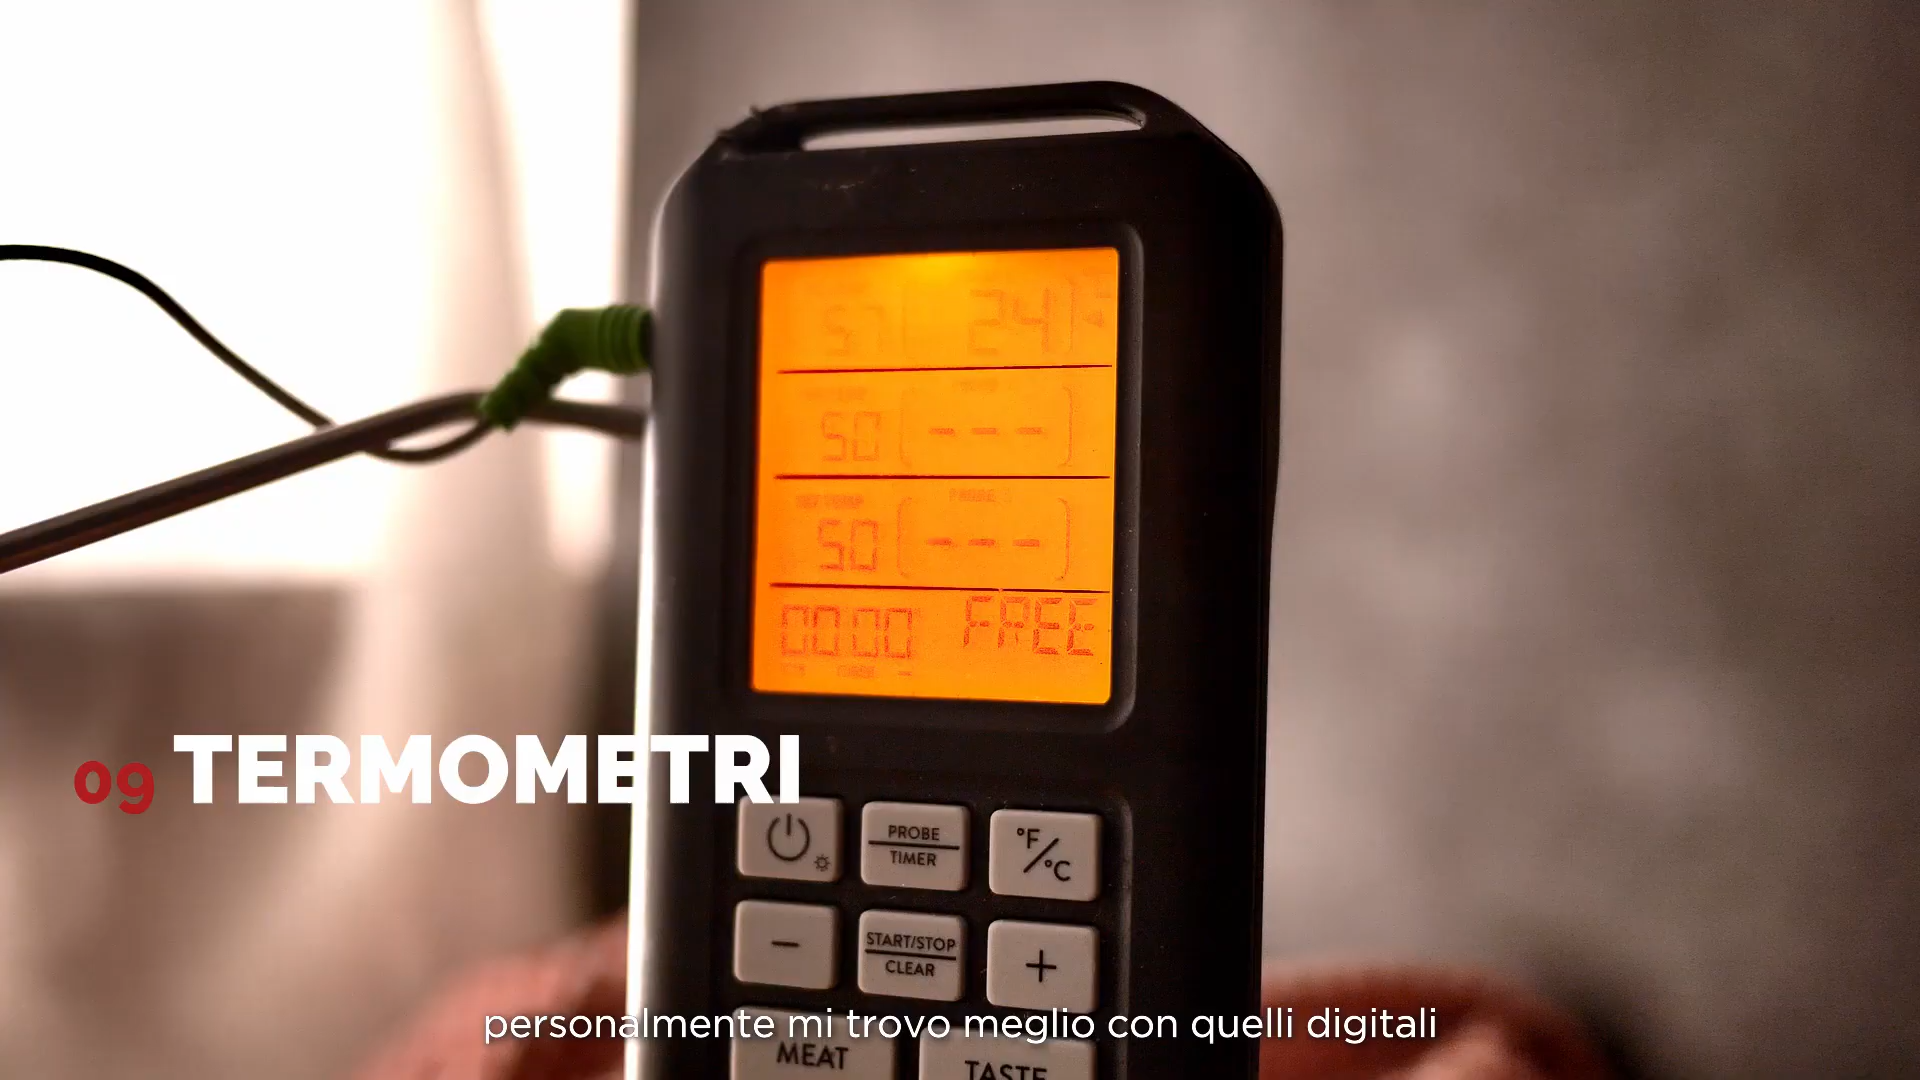 57 24
50 ---
50 ---
00:00 FREE
09 TERMOMETRI
PROBE
TIMER
°F/°C
−
START/STOP
CLEAR
+
personalmente mi trovo meglio con quelli digitali
MEAT
TASTE